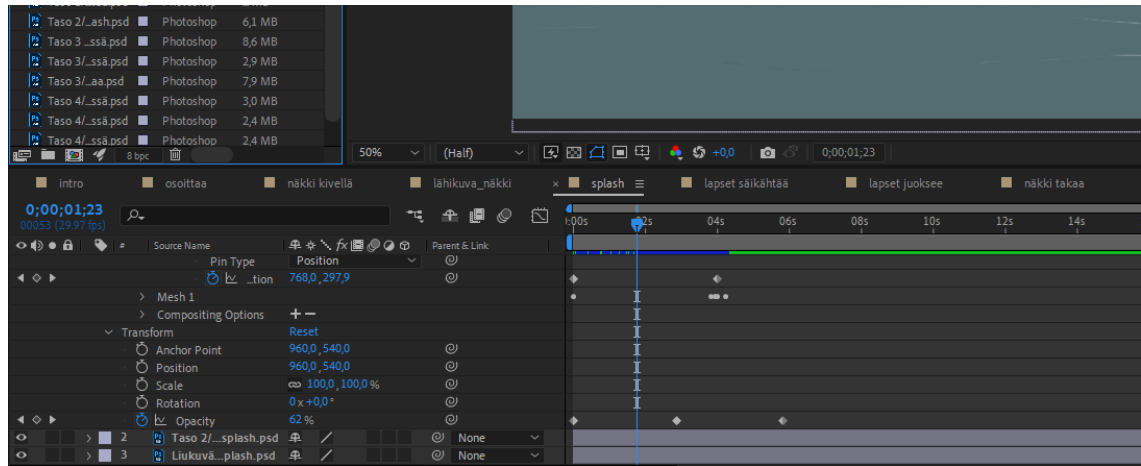 Taso 2/...ash.psd Photoshop 6,1 MB
Taso 3 ...ssä.psd Photoshop 8,6 MB
Taso 3/...ssä.psd Photoshop 2,9 MB
Taso 3/...aa.psd Photoshop 7,9 MB
Taso 4/...ssä.psd Photoshop 3,0 MB
Taso 4/...ssä.psd Photoshop 2,4 MB
Taso 4/...ssä.psd Photoshop 2,4 MB
8 bpc
50% (Half) +0,0 0;00;01;23
intro osoittaa näkki kivellä lähikuva_näkki × splash lapset säikähtää lapset juoksee näkki takaa
0;00;01;23
00053 (29.97 fps)
:00s 02s 04s 06s 08s 10s 12s 14s
# Source Name fx Parent & Link
Pin Type Position
...tion 768,0,297,9
Mesh 1
Compositing Options + −
Transform Reset
Anchor Point 960,0,540,0
Position 960,0,540,0
Scale 100,0,100,0 %
Rotation 0 x +0,0 °
Opacity 62 %
2 Taso 2/...splash.psd None
3 Liukuvä...plash.psd None